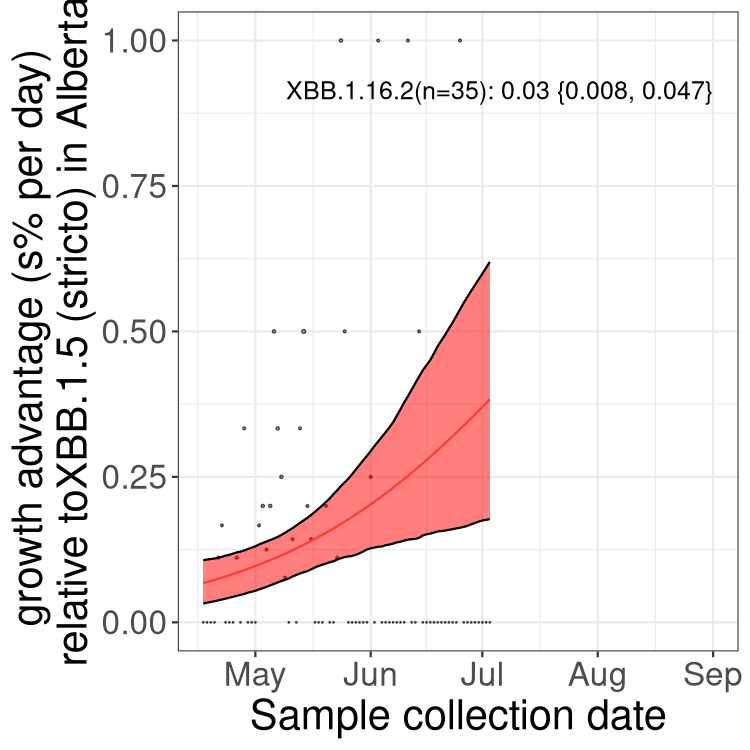 growth advantage (s% per day)
relative toXBB.1.5 (stricto) in Alberta
1.00
XBB.1.16.2(n=35): 0.03 {0.008, 0.047}
0.75
0.50
0.25
0.00
May Jun Jul Aug Sep
Sample collection date